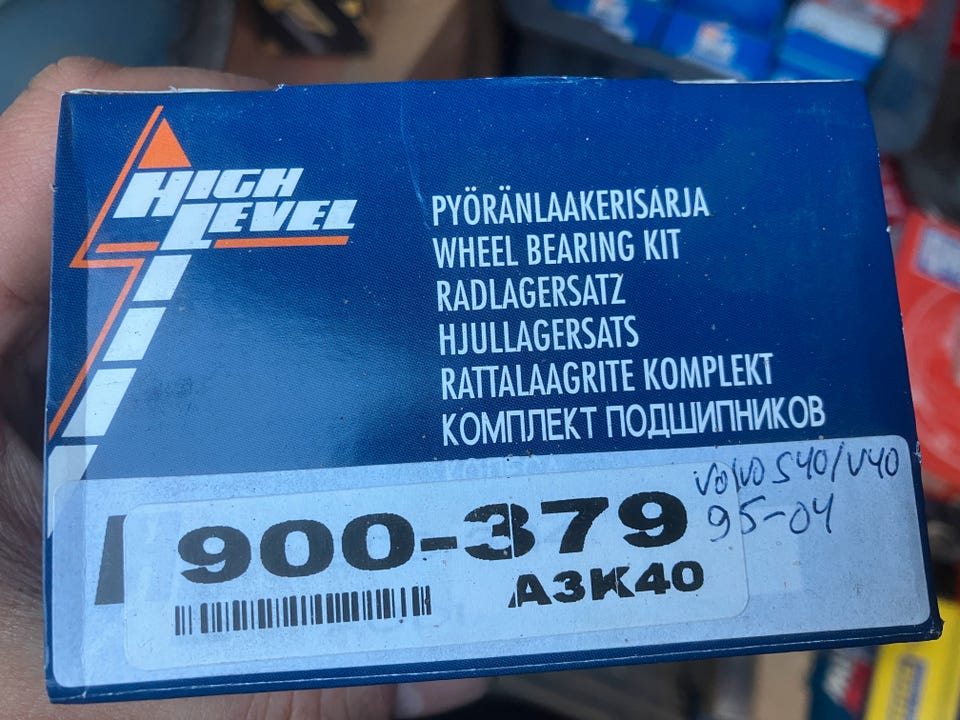 HIGH
LEVEL
PYÖRÄNLAAKERISARJA
WHEEL BEARING KIT
RADLAGERSATZ
HJULLAGERSATS
RATTALAAGRITE KOMPLEKT
КОМПЛЕКТ ПОДШИПНИКОВ
VOLVO S40/V40
95-04
900-379
A3K40